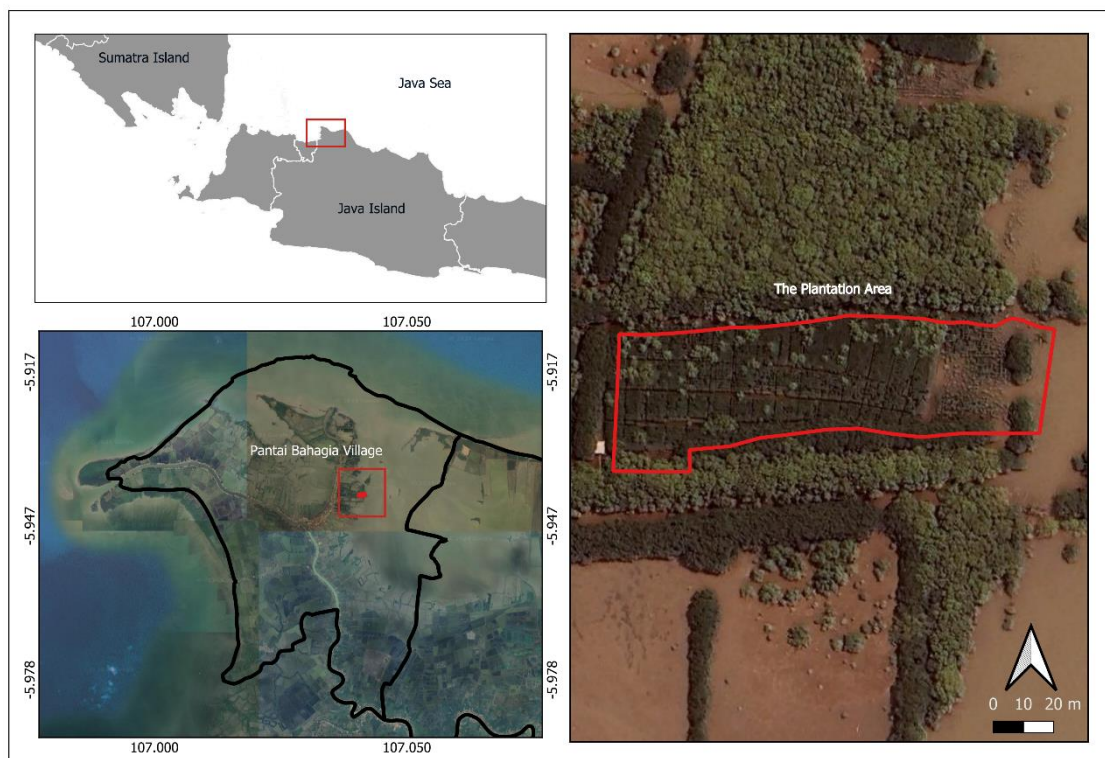 Sumatra Island
Java Sea
Java Island
The Plantation Area
107.000 107.050
-5.917 -5.917
Pantai Bahagia Village
-5.947 -5.947
-5.978 -5.978
107.000 107.050
0 10 20 m